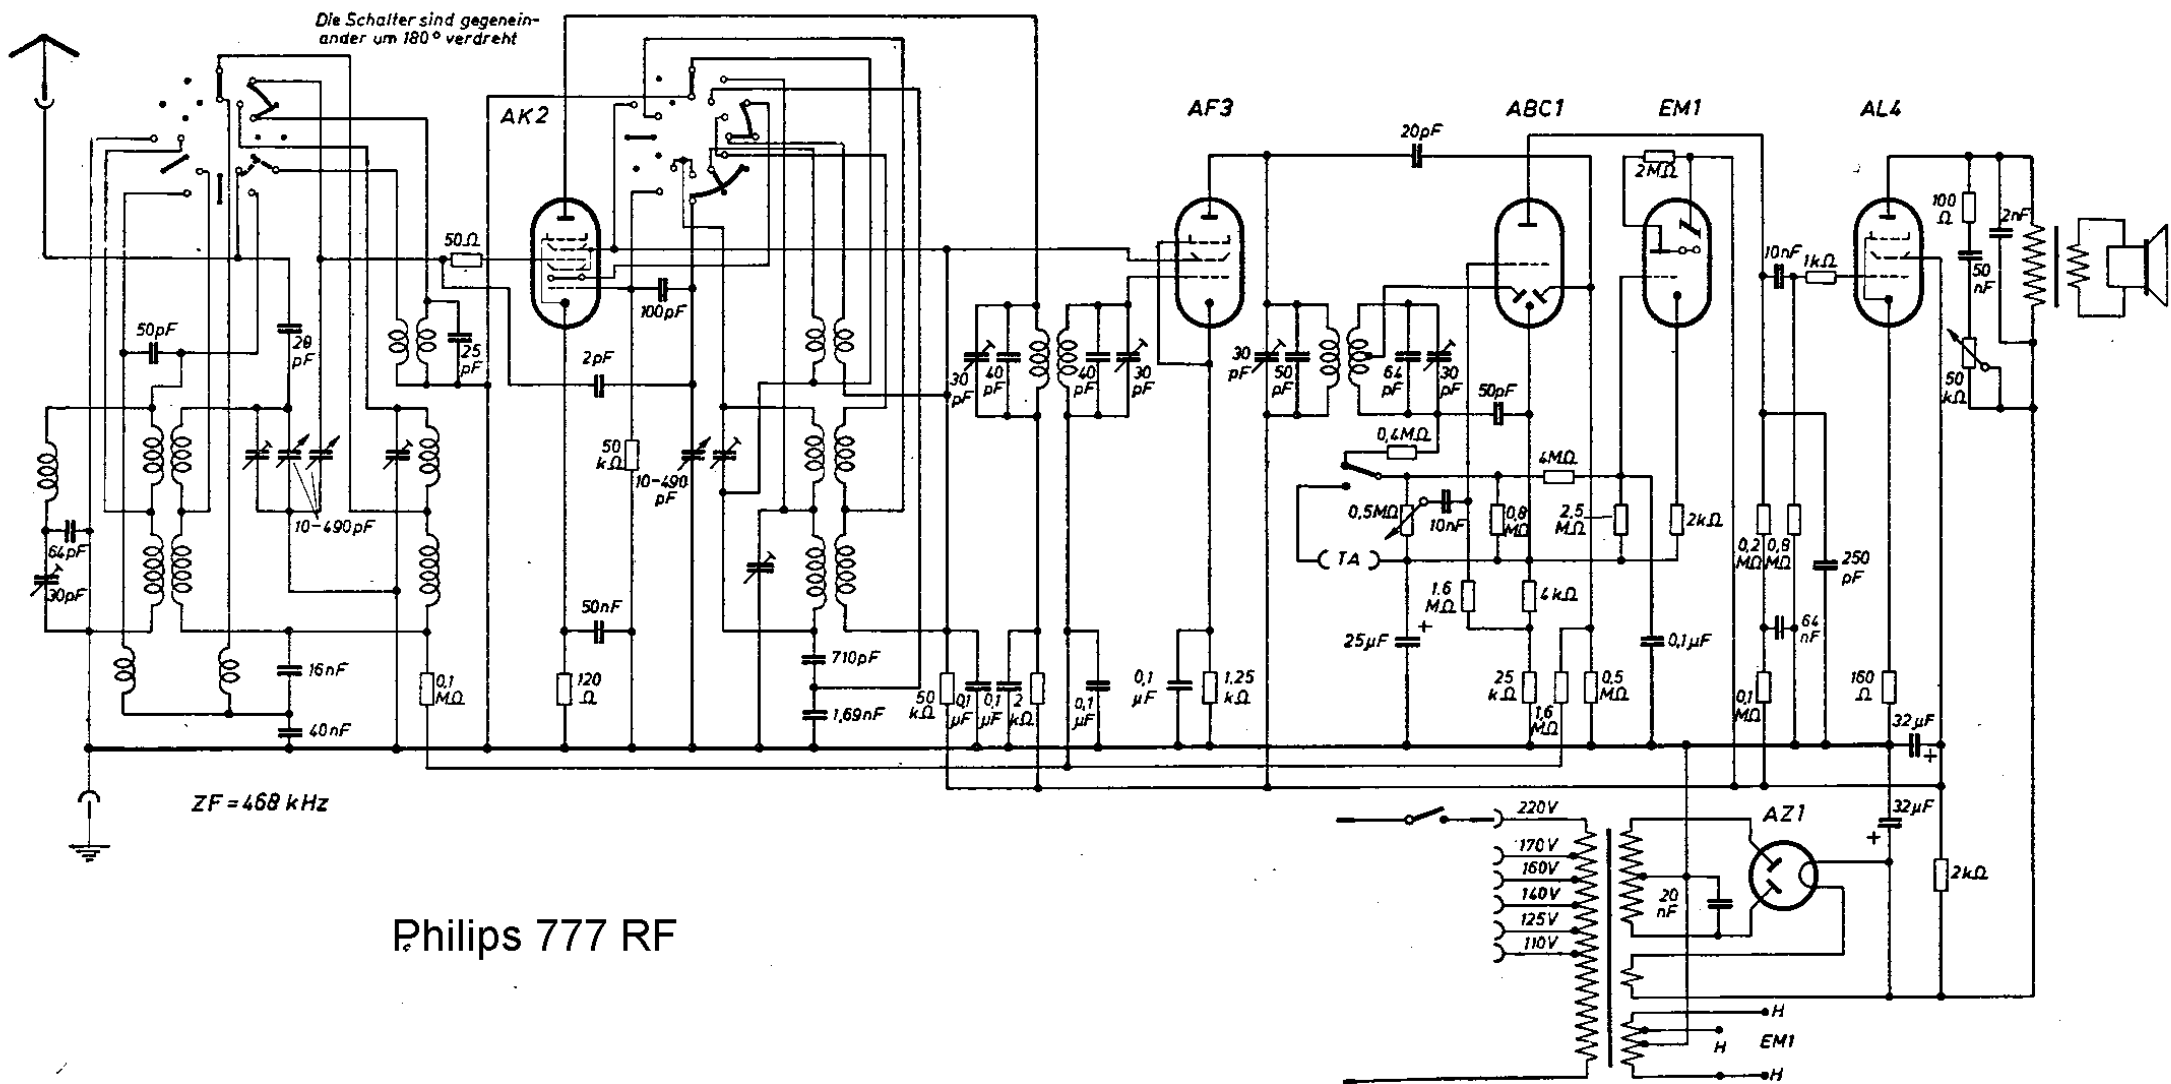 Die Schalter sind gegenein-
ander um 180° verdreht
AK2
AF3
ABC1
EM1
AL4
20pF
2MΩ
100
Ω
2nF
50Ω
10nF
1kΩ
50
nF
100pF
50pF
28
pF
25
pF
2pF
30
pF
40
pF
40
pF
30
pF
30
pF
50
pF
64
pF
30
pF
50pF
50
kΩ
0,4MΩ
50
kΩ
10-490
pF
4MΩ
10-490pF
0,5MΩ
10nF
0,8
MΩ
2,5
MΩ
2kΩ
0,2
MΩ
0,8
MΩ
250
pF
64pF
30pF
TA
50nF
1.6
MΩ
4kΩ
25µF
+
0,1µF
64
nF
16nF
710pF
0,1
MΩ
120
Ω
50
kΩ
0,1
µF
0,1
µF
2
kΩ
0,1
µF
0,1
µF
1,25
kΩ
25
kΩ
1,6
MΩ
0,5
MΩ
0,1
MΩ
160
Ω
40nF
1,69nF
32µF
+
ZF = 468 kHz
220V
AZ1
32µF
+
170V
160V
140V
125V
110V
20
nF
2kΩ
Philips 777 RF
H
H
EM1
H